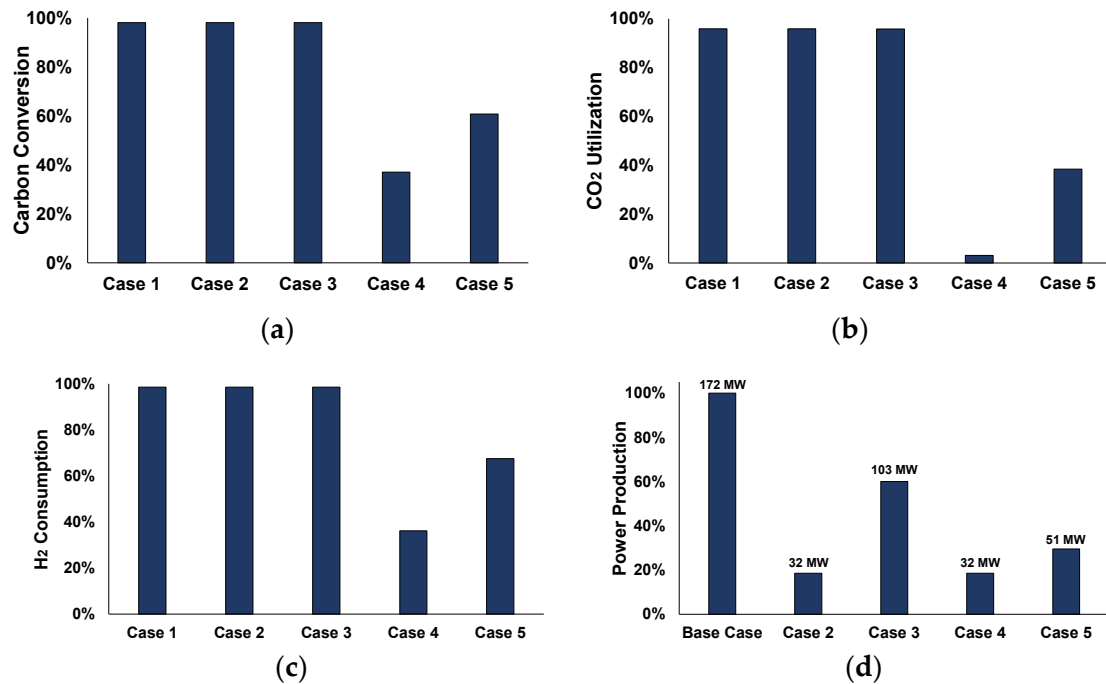 100%
80%
60%
40%
20%
0%
Carbon Conversion
Case 1 Case 2 Case 3 Case 4 Case 5
(a)
100%
80%
60%
40%
20%
0%
CO2 Utilization
Case 1 Case 2 Case 3 Case 4 Case 5
(b)
100%
80%
60%
40%
20%
0%
H2 Consumption
Case 1 Case 2 Case 3 Case 4 Case 5
(c)
100%
80%
60%
40%
20%
0%
Power Production
172 MW
32 MW
103 MW
32 MW
51 MW
Base Case Case 2 Case 3 Case 4 Case 5
(d)